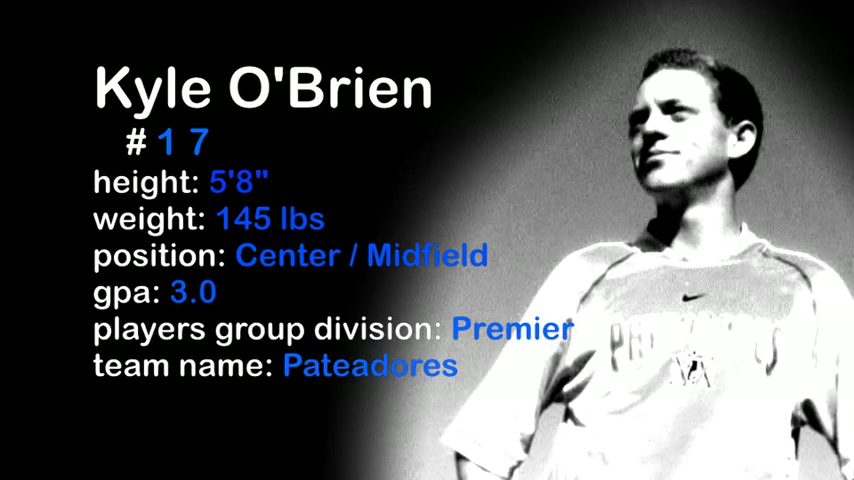 Kyle O'Brien
# 1 7
height: 5'8"
weight: 145 lbs
position: Center / Midfield
gpa: 3.0
players group division: Premier
team name: Pateadores